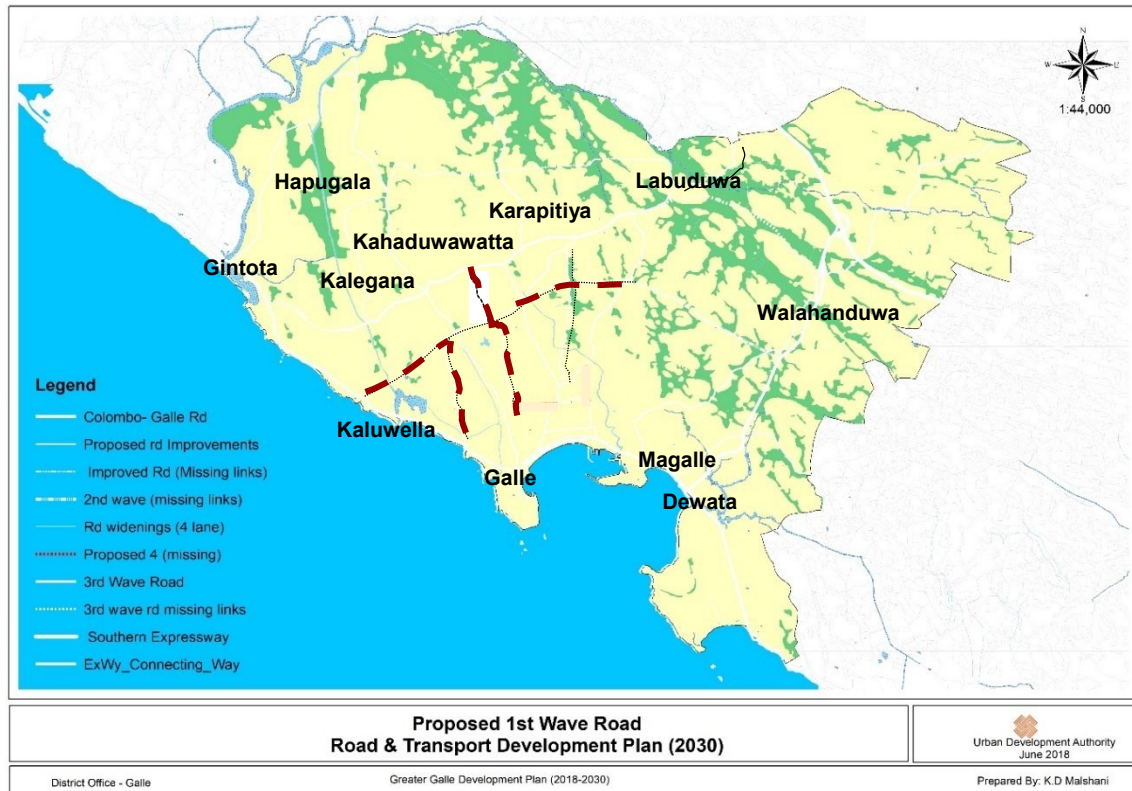 N
W
E
S
1:44,000
Labuduwa
Hapugala
Karapitiya
Kahaduwawatta
Gintota
Kalegana
Walahanduwa
Kaluwella
Magalle
Galle
Dewata
Legend
Colombo- Galle Rd
Proposed rd Improvements
Improved Rd (Missing links)
2nd wave (missing links)
Rd widenings (4 lane)
Proposed 4 (missing)
3rd Wave Road
3rd wave rd missing links
Southern Expressway
ExWy_Connecting_Way
Proposed 1st Wave Road
Road & Transport Development Plan (2030)
Urban Development Authority
June 2018
District Office - Galle
Greater Galle Development Plan (2018-2030)
Prepared By: K.D Malshani